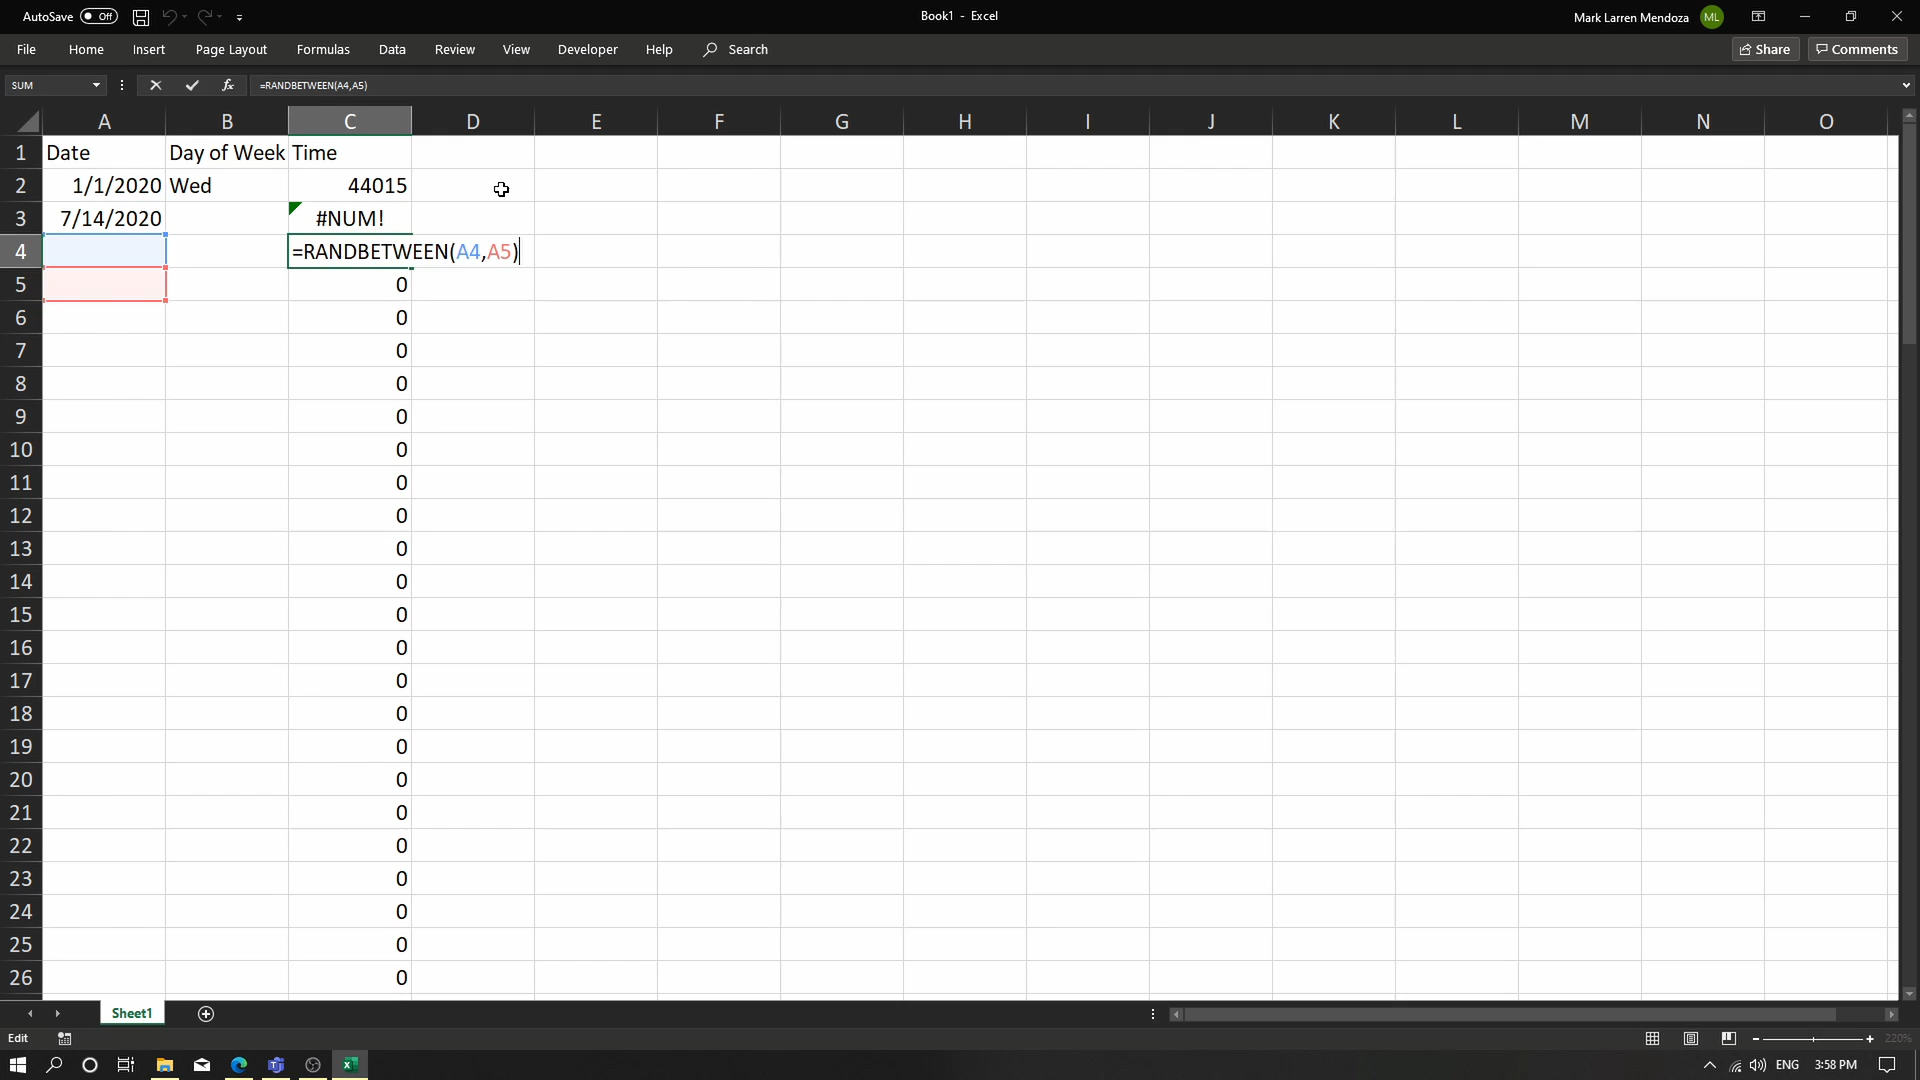 AutoSave Off
Book1 - Excel
Mark Larren Mendoza ML
File Home Insert Page Layout Formulas Data Review View Developer Help Search
Share Comments
SUM =RANDBETWEEN(A4,A5)
A B C D E F G H I J K L M N O
1 Date Day of Week Time
2 1/1/2020 Wed 44015
3 7/14/2020 #NUM!
4 =RANDBETWEEN(A4,A5)
5 0
6 0
7 0
8 0
9 0
10 0
11 0
12 0
13 0
14 0
15 0
16 0
17 0
18 0
19 0
20 0
21 0
22 0
23 0
24 0
25 0
26 0
Sheet1
Edit 220%
ENG 3:58 PM